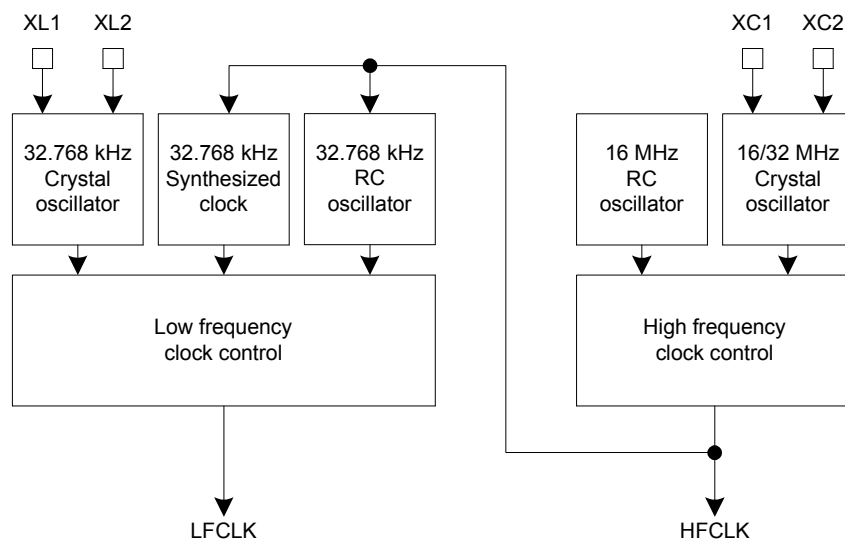 XL1
XL2
XC1
XC2
32.768 kHz
Crystal
oscillator
32.768 kHz
Synthesized
clock
32.768 kHz
RC
oscillator
16 MHz
RC
oscillator
16/32 MHz
Crystal
oscillator
Low frequency
clock control
High frequency
clock control
LFCLK
HFCLK